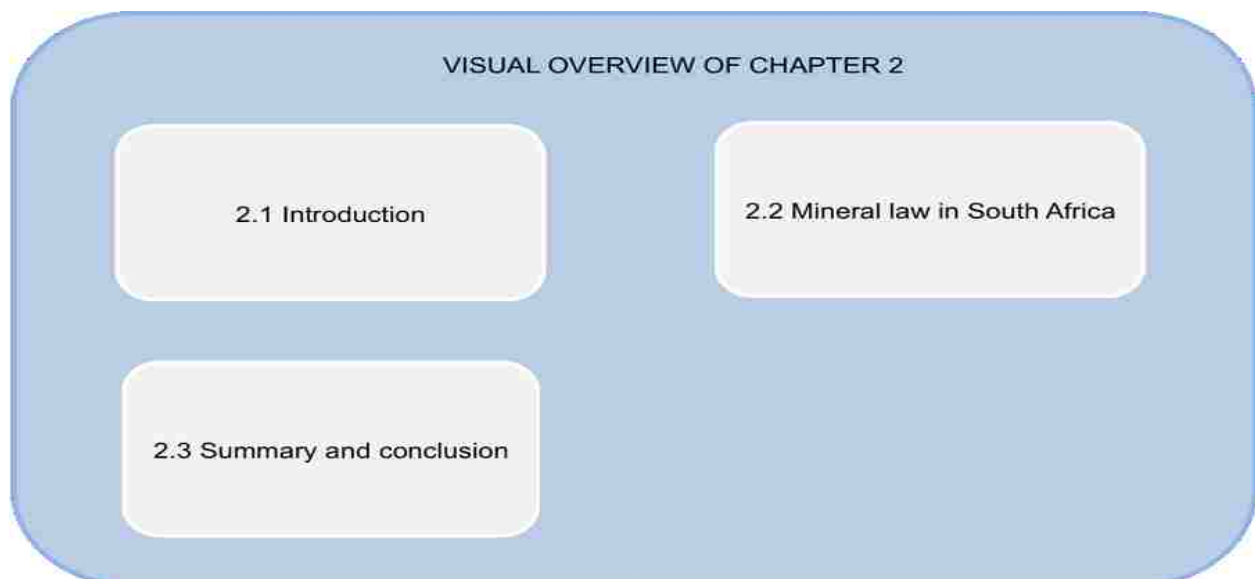 VISUAL OVERVIEW OF CHAPTER 2
2.1 Introduction
2.2 Mineral law in South Africa
2.3 Summary and conclusion